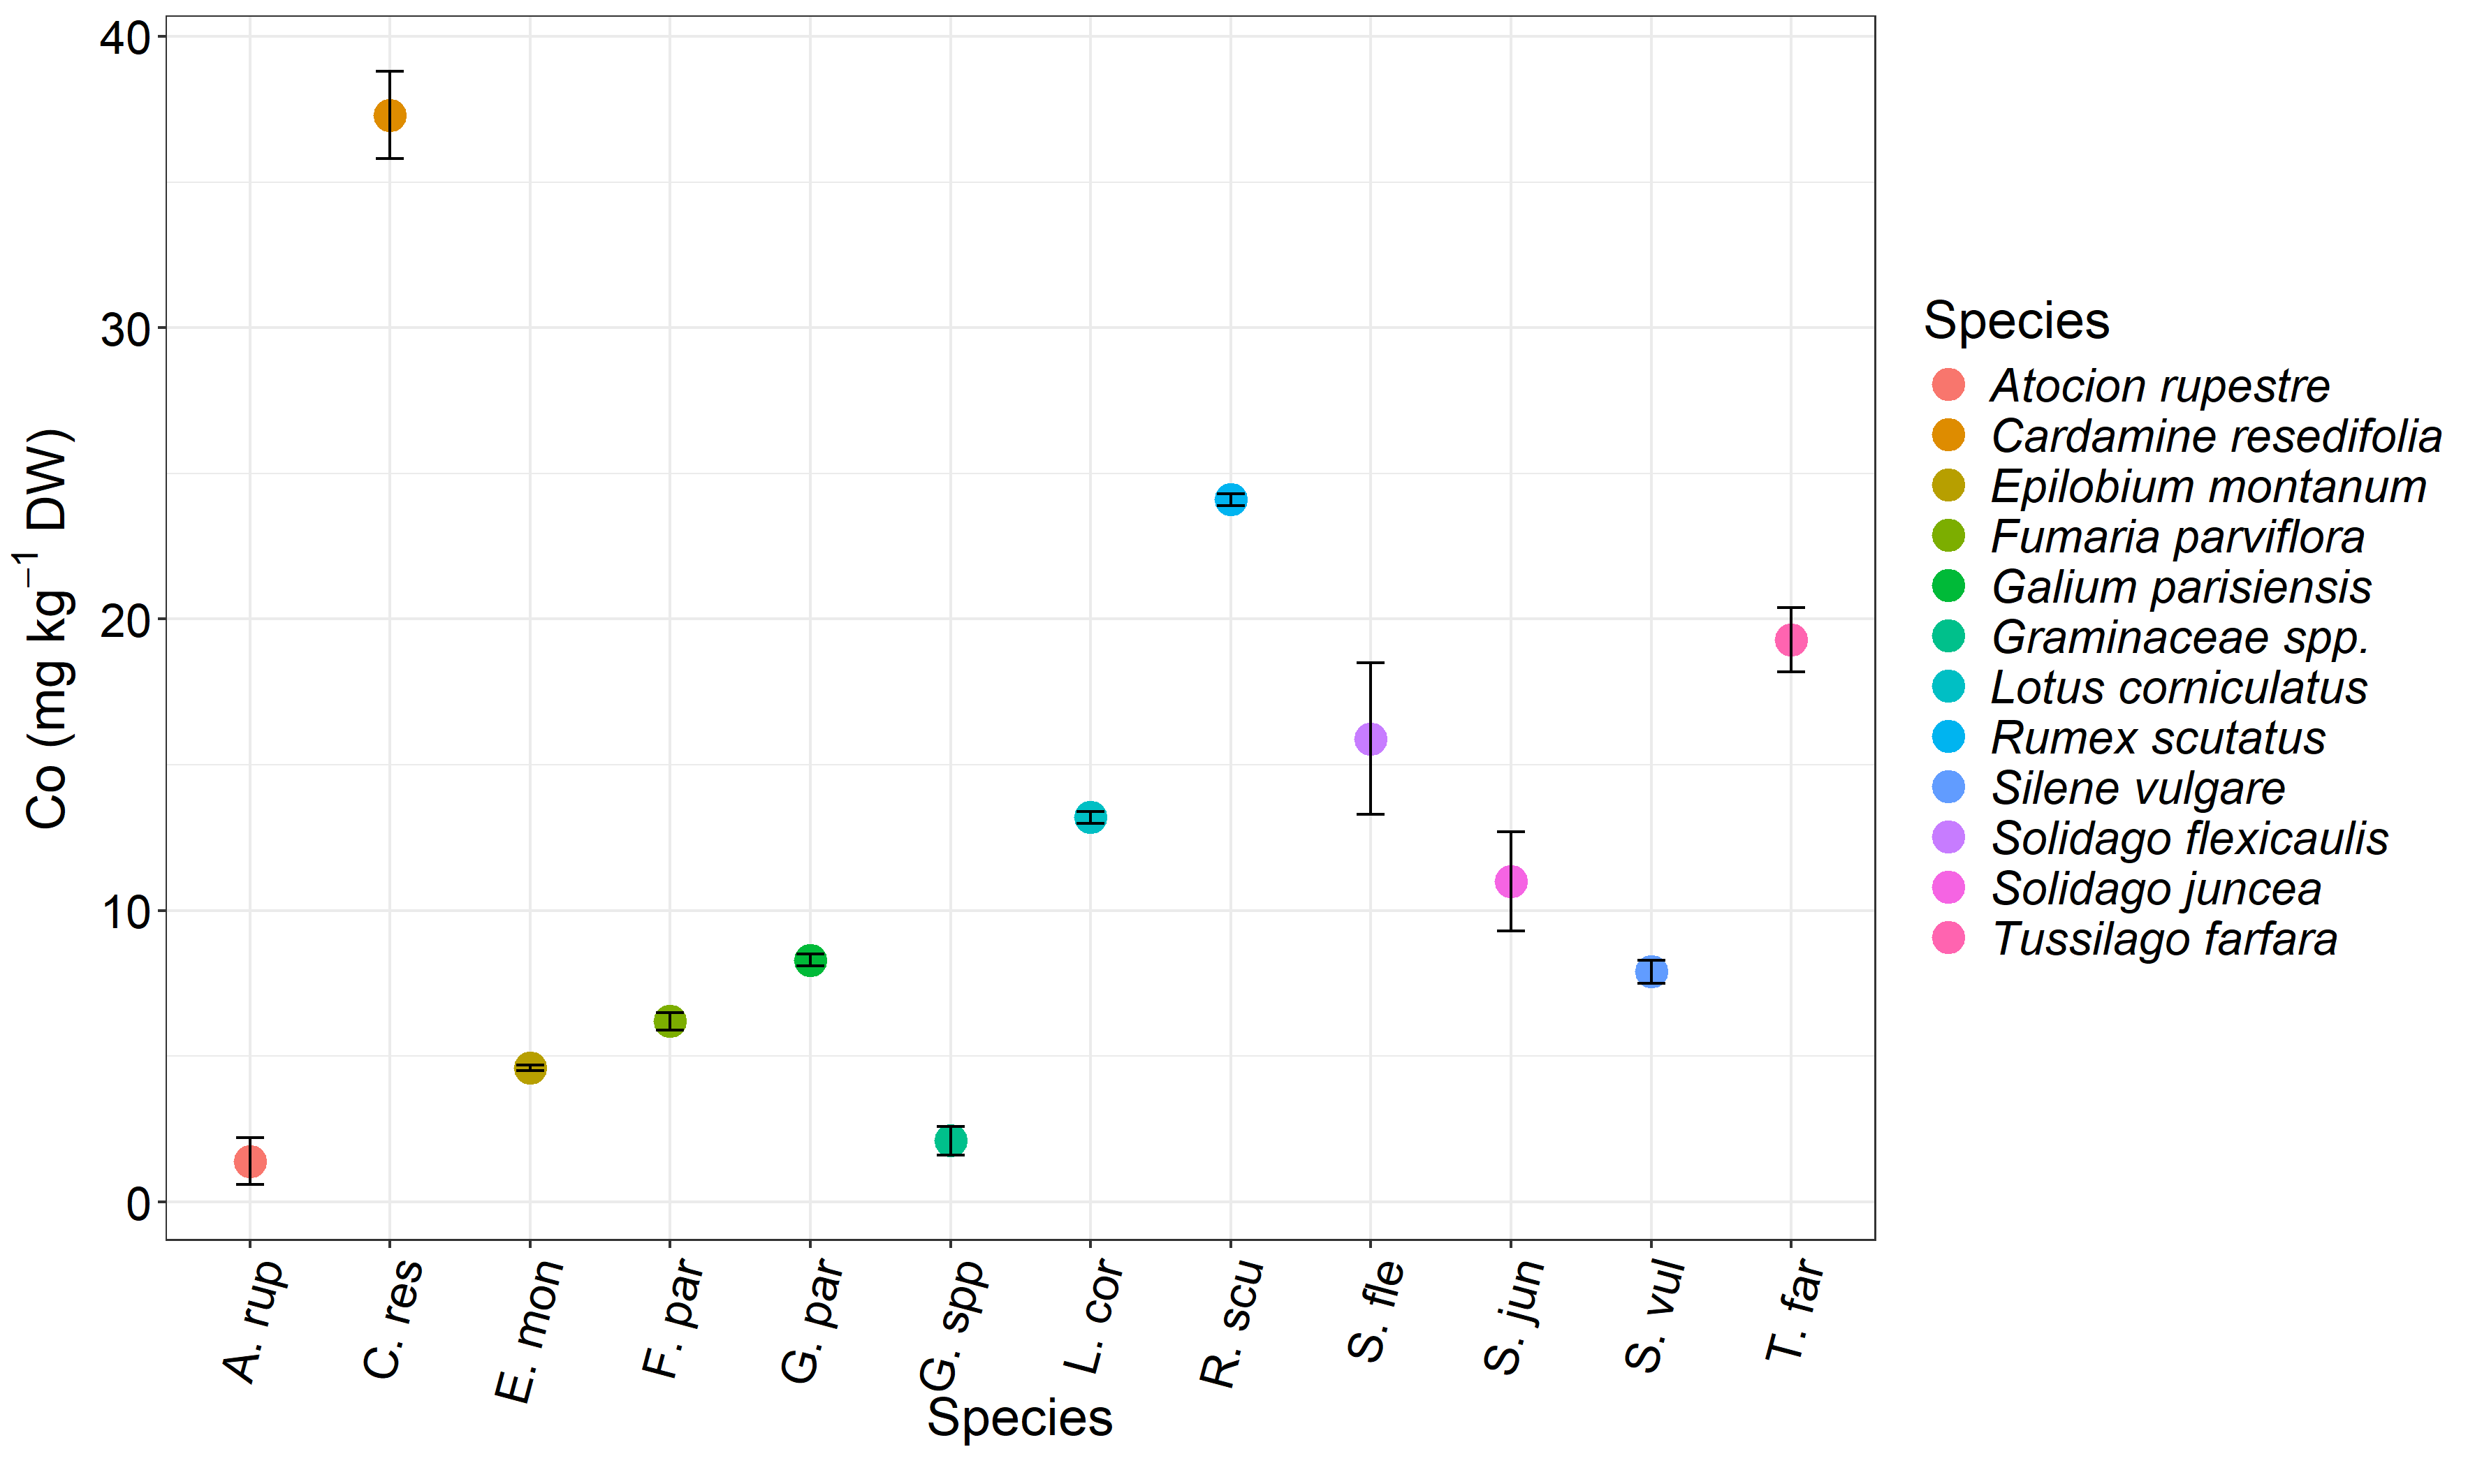 40
30
20
10
0
Co (mg kg⁻¹ DW)
A. rup
C. res
E. mon
F. par
G. par
G. spp
L. cor
R. scu
S. fle
S. jun
S. vul
T. far
Species
Species
Atocion rupestre
Cardamine resedifolia
Epilobium montanum
Fumaria parviflora
Galium parisiensis
Graminaceae spp.
Lotus corniculatus
Rumex scutatus
Silene vulgare
Solidago flexicaulis
Solidago juncea
Tussilago farfara